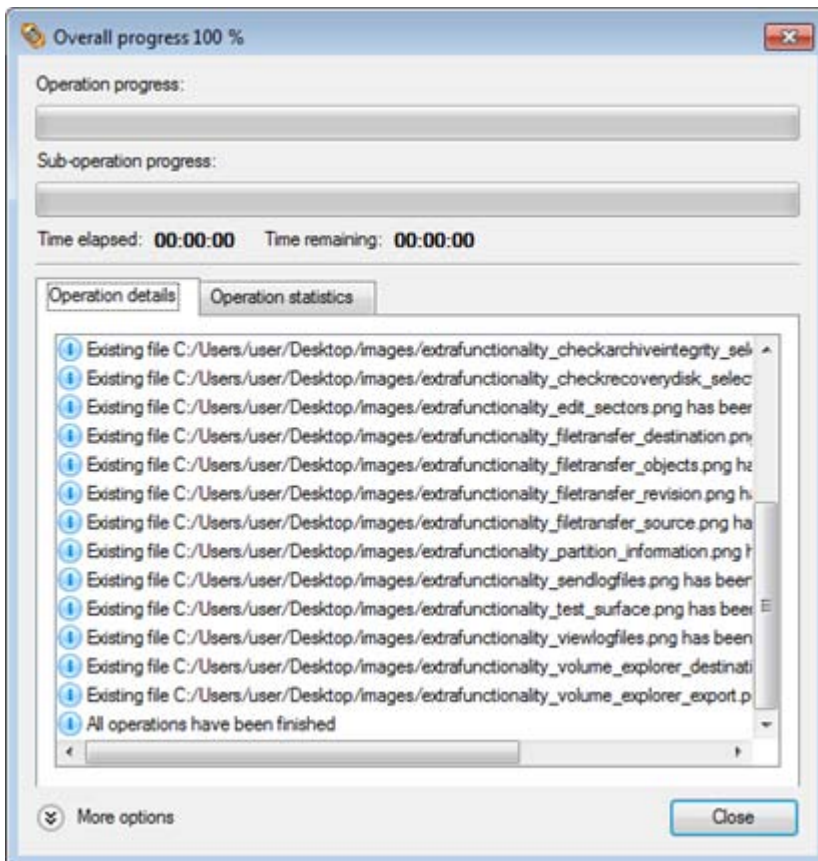 Overall progress 100 %
Operation progress:
Sub-operation progress:
Time elapsed: 00:00:00 Time remaining: 00:00:00
Operation details Operation statistics
Existing file C:/Users/user/Desktop/images/extrafunctionality_checkarchiveintegrity_sel
Existing file C:/Users/user/Desktop/images/extrafunctionality_checkrecoverydisk_selec
Existing file C:/Users/user/Desktop/images/extrafunctionality_edit_sectors.png has been
Existing file C:/Users/user/Desktop/images/extrafunctionality_filetransfer_destination.pn
Existing file C:/Users/user/Desktop/images/extrafunctionality_filetransfer_objects.png ha
Existing file C:/Users/user/Desktop/images/extrafunctionality_filetransfer_revision.png h
Existing file C:/Users/user/Desktop/images/extrafunctionality_filetransfer_source.png ha
Existing file C:/Users/user/Desktop/images/extrafunctionality_partition_information.png h
Existing file C:/Users/user/Desktop/images/extrafunctionality_sendlogfiles.png has been
Existing file C:/Users/user/Desktop/images/extrafunctionality_test_surface.png has been
Existing file C:/Users/user/Desktop/images/extrafunctionality_viewlogfiles.png has been
Existing file C:/Users/user/Desktop/images/extrafunctionality_volume_explorer_destinati
Existing file C:/Users/user/Desktop/images/extrafunctionality_volume_explorer_export.p
All operations have been finished
More options Close